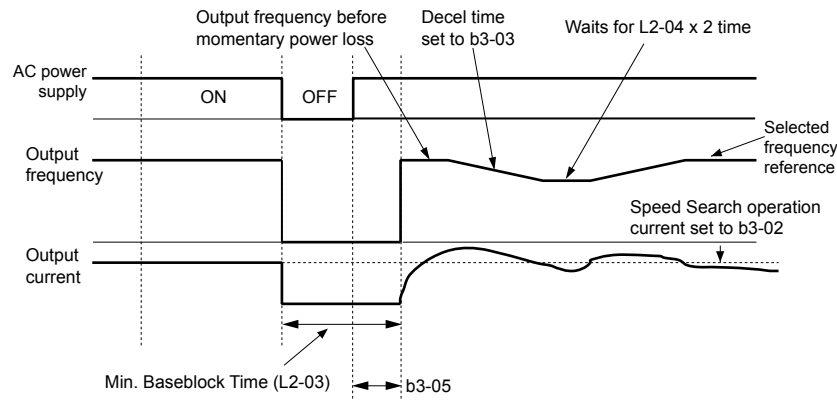 Output frequency before
momentary power loss
Decel time
set to b3-03
Waits for L2-04 x 2 time
AC power
supply
ON
OFF
Output
frequency
Selected
frequency
reference
Speed Search operation
current set to b3-02
Output
current
Min. Baseblock Time (L2-03)
b3-05